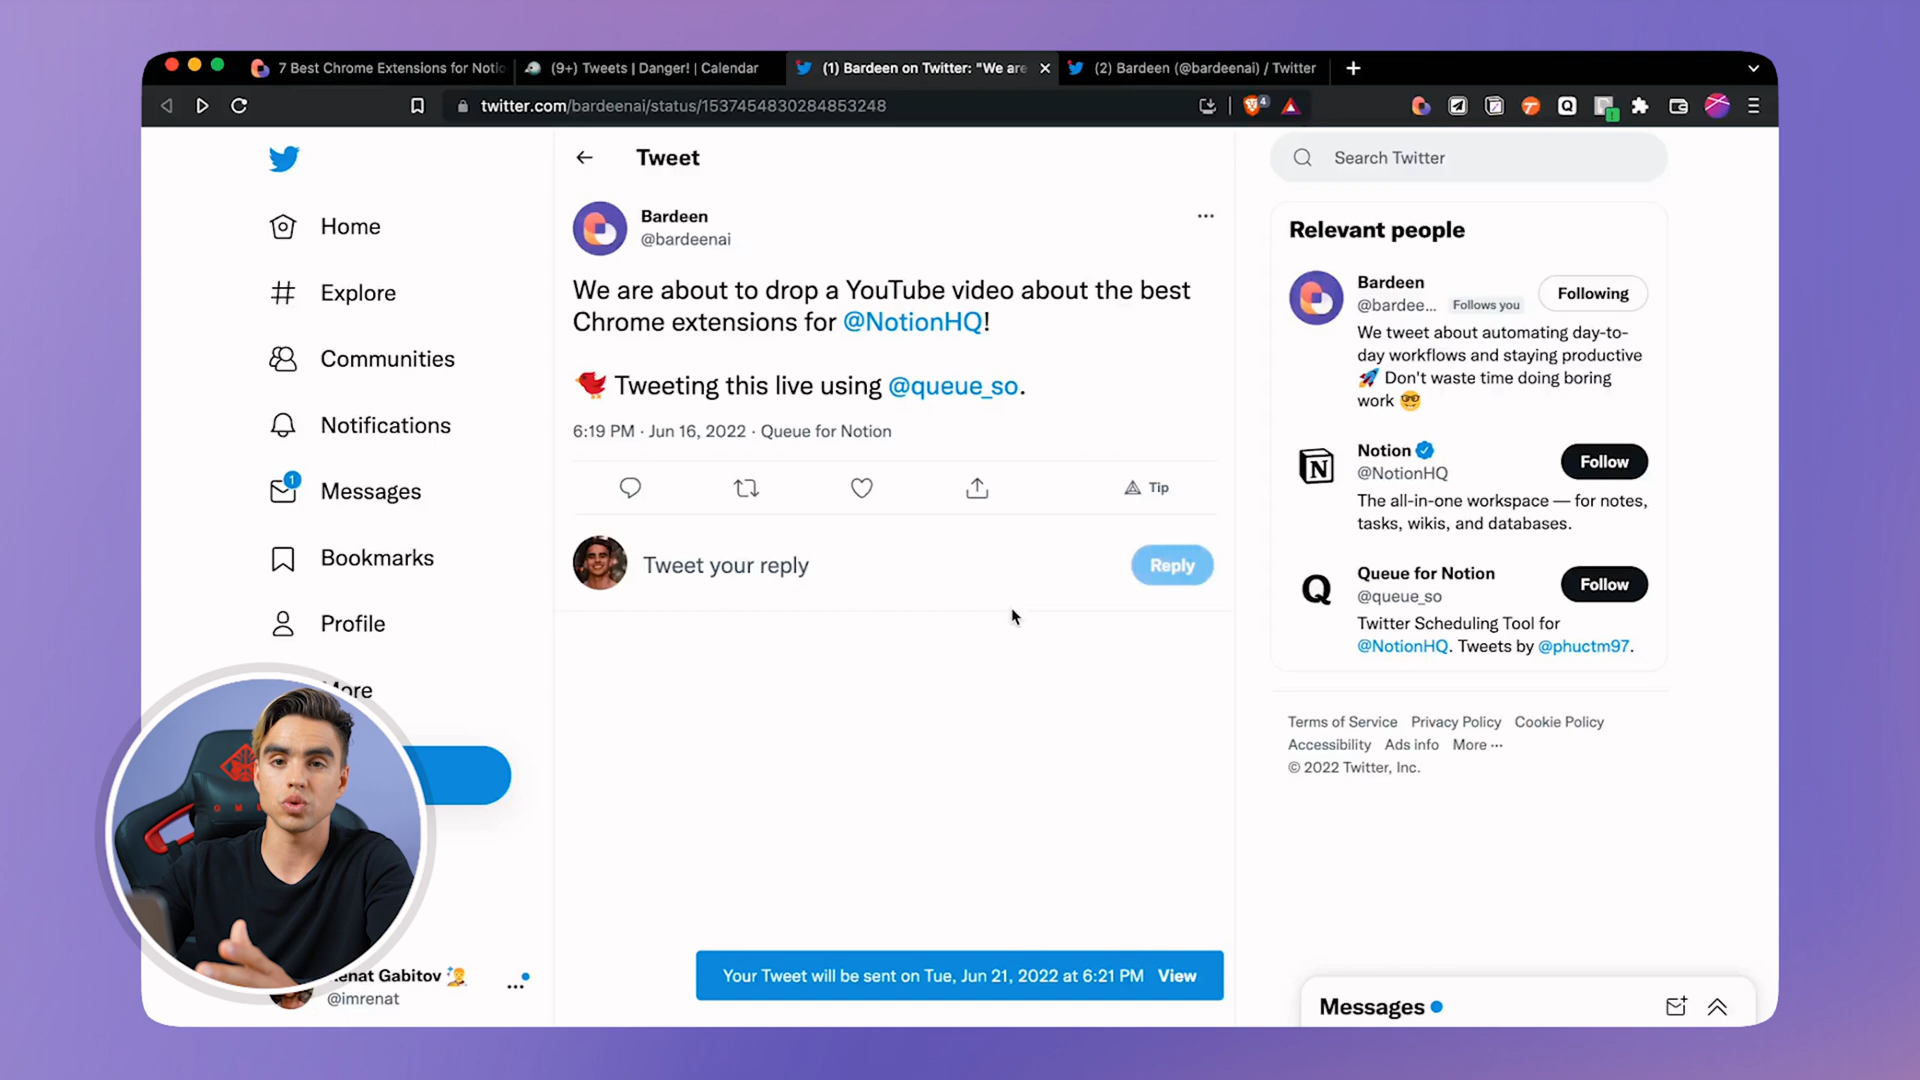 7 Best Chrome Extensions for Notio
(9+) Tweets | Danger! | Calendar
(1) Bardeen on Twitter: "We are
(2) Bardeen (@bardeenai) / Twitter
twitter.com/bardeenai/status/1537454830284853248
4
Home
Explore
Communities
Notifications
1
Messages
Bookmarks
Profile
More
Renat Gabitov
@imrenat
Tweet
Bardeen
@bardeenai
We are about to drop a YouTube video about the best
Chrome extensions for @NotionHQ!
Tweeting this live using @queue_so.
6:19 PM · Jun 16, 2022 · Queue for Notion
Tip
Tweet your reply
Reply
Your Tweet will be sent on Tue, Jun 21, 2022 at 6:21 PM View
Search Twitter
Relevant people
Bardeen
@bardee... Follows you
Following
We tweet about automating day-to-
day workflows and staying productive
🚀 Don't waste time doing boring
work 🤓
Notion
@NotionHQ
Follow
The all-in-one workspace — for notes,
tasks, wikis, and databases.
Queue for Notion
@queue_so
Follow
Twitter Scheduling Tool for
@NotionHQ. Tweets by @phuctm97.
Terms of Service Privacy Policy Cookie Policy
Accessibility Ads info More ...
© 2022 Twitter, Inc.
Messages